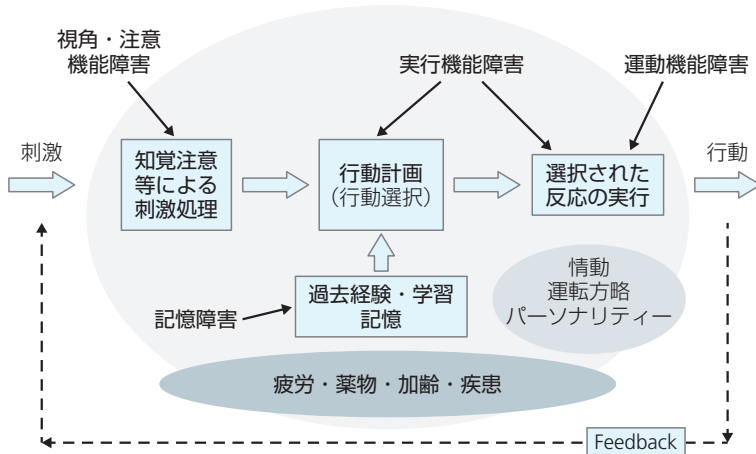 視角・注意
機能障害
実行機能障害
運動機能障害
刺激
知覚注意
等による
刺激処理
行動計画
(行動選択)
選択された
反応の実行
行動
過去経験・学習
記憶
記憶障害
情動
運転方略
パーソナリティー
疲労・薬物・加齢・疾患
Feedback